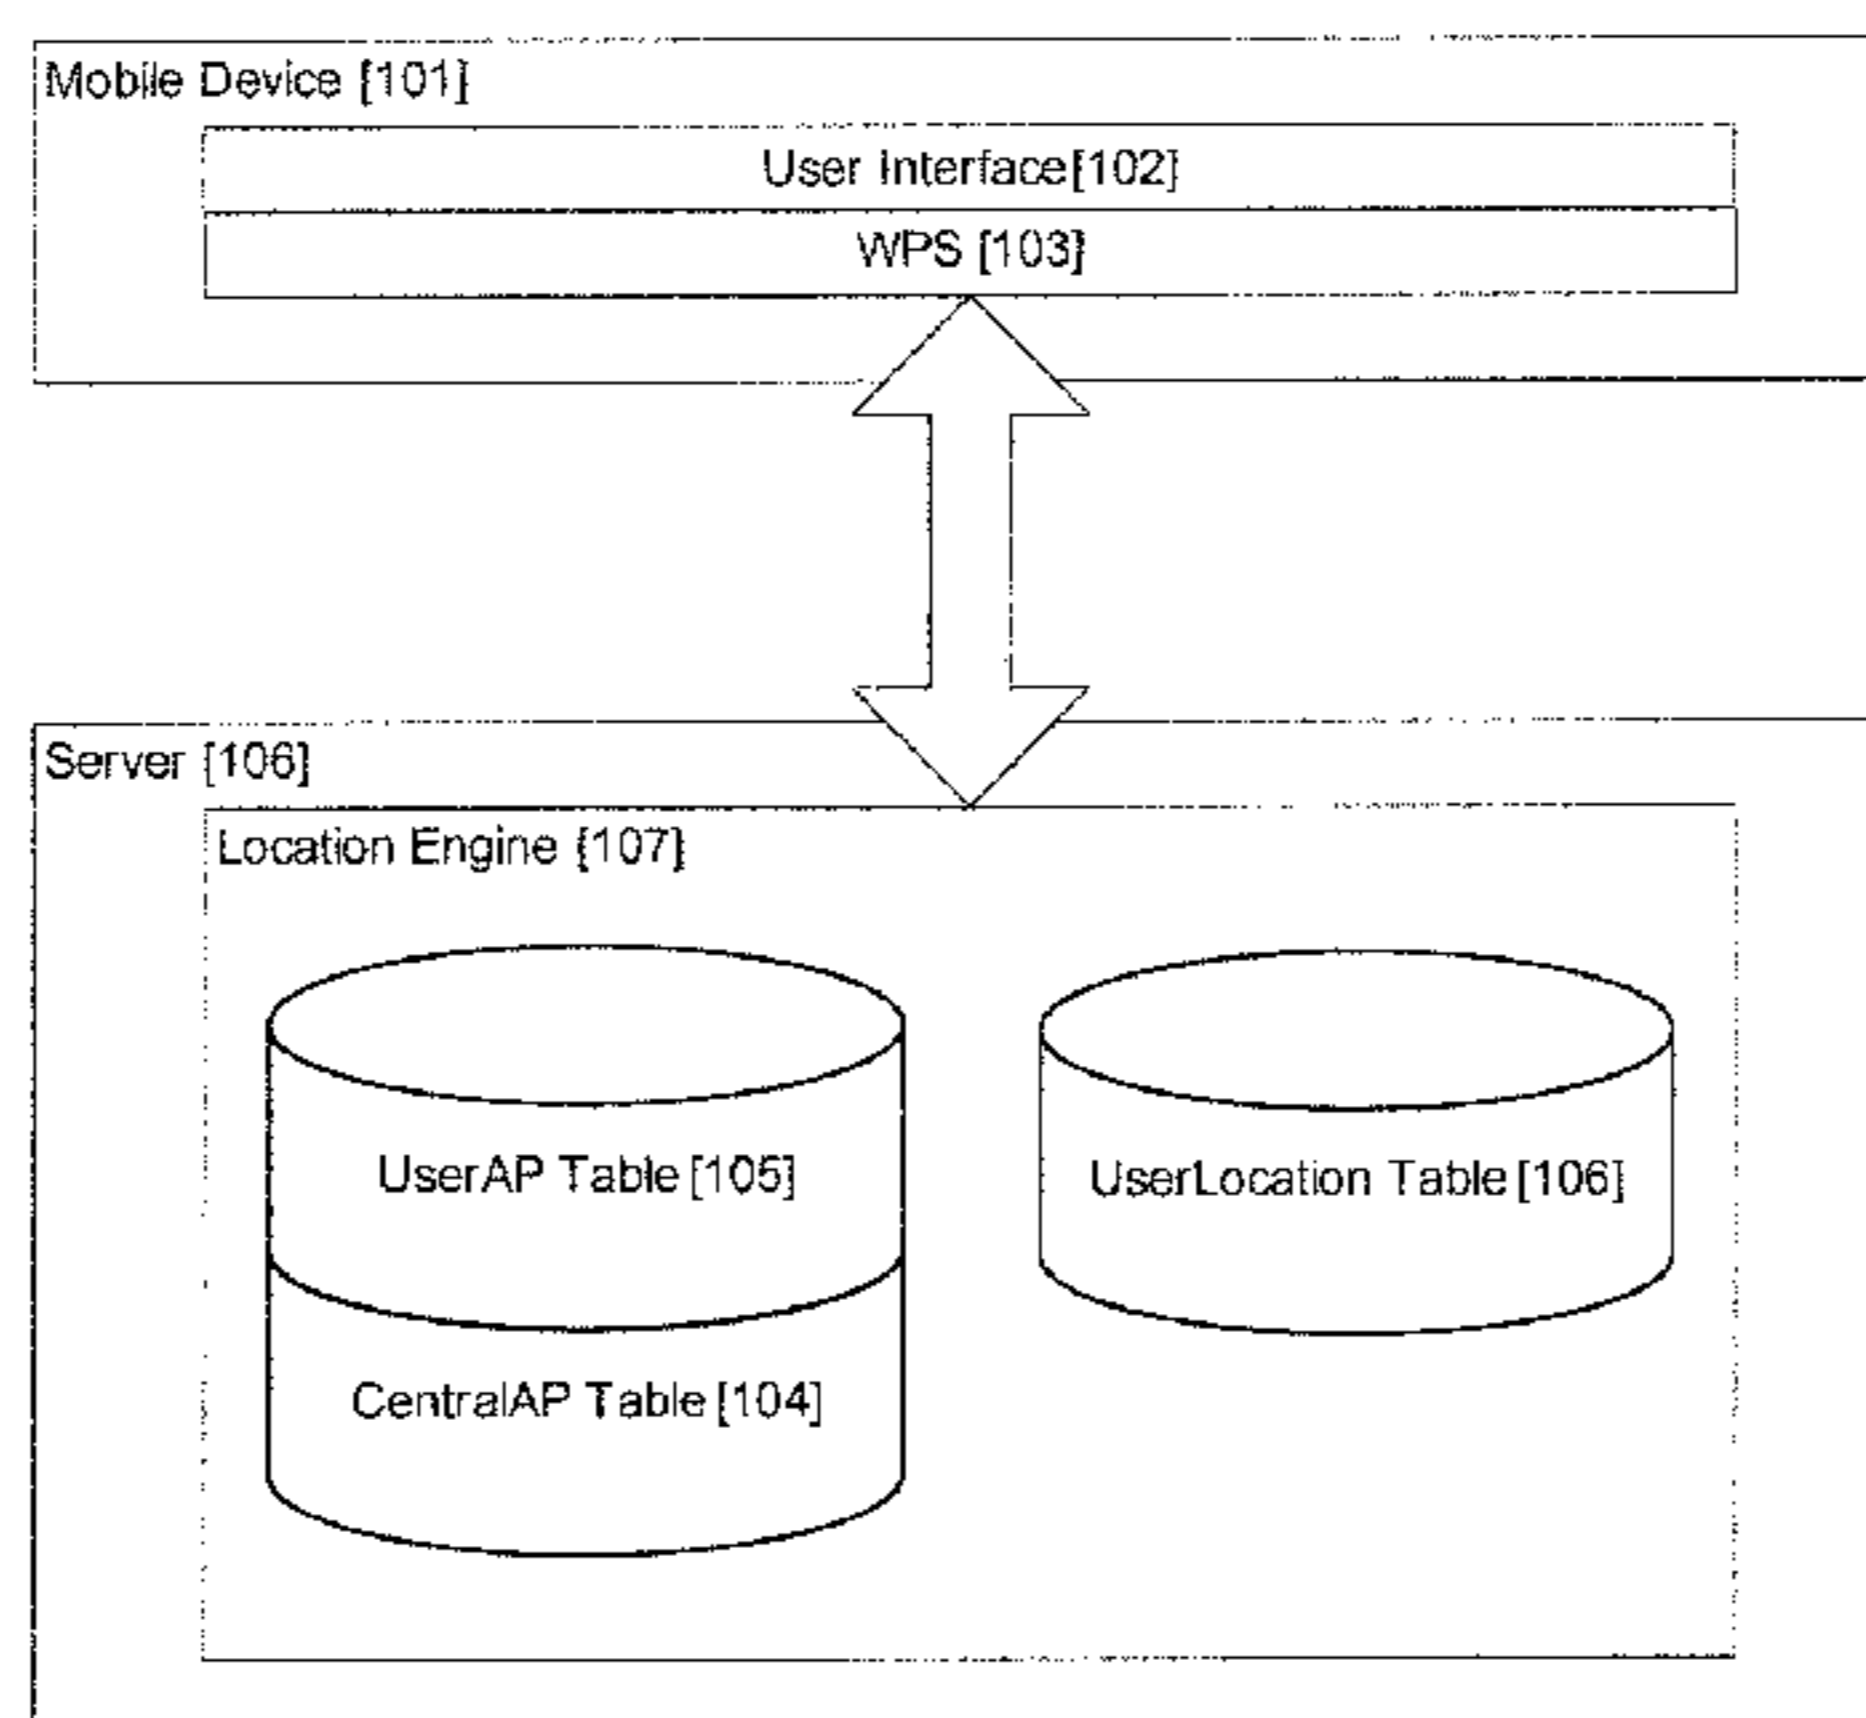 Mobile Device [101]
User Interface[102]
WPS [103]
Server [106]
Location Engine [107]
UserAP Table [105]
UserLocation Table [106]
CentralAP Table [104]